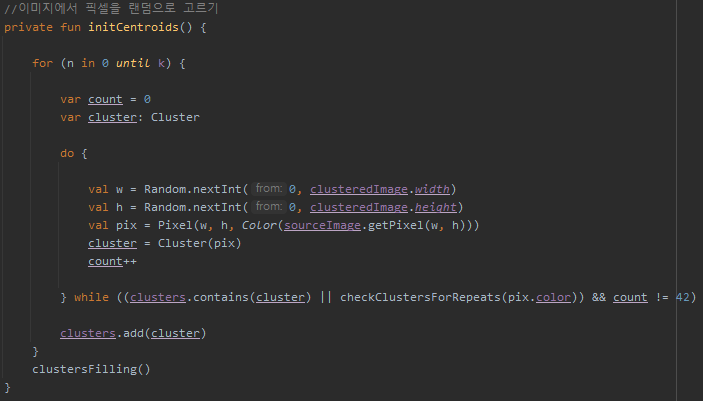 //이미지에서 픽셀을 랜덤으로 고르기
private fun initCentroids() {
for (n in 0 until k) {
var count = 0
var cluster: Cluster
do {
val w = Random.nextInt( from: 0, clusteredImage.width)
val h = Random.nextInt( from: 0, clusteredImage.height)
val pix = Pixel(w, h, Color(sourceImage.getPixel(w, h)))
cluster = Cluster(pix)
count++
} while ((clusters.contains(cluster) || checkClustersForRepeats(pix.color)) && count != 42)
clusters.add(cluster)
}
clustersFilling()
}